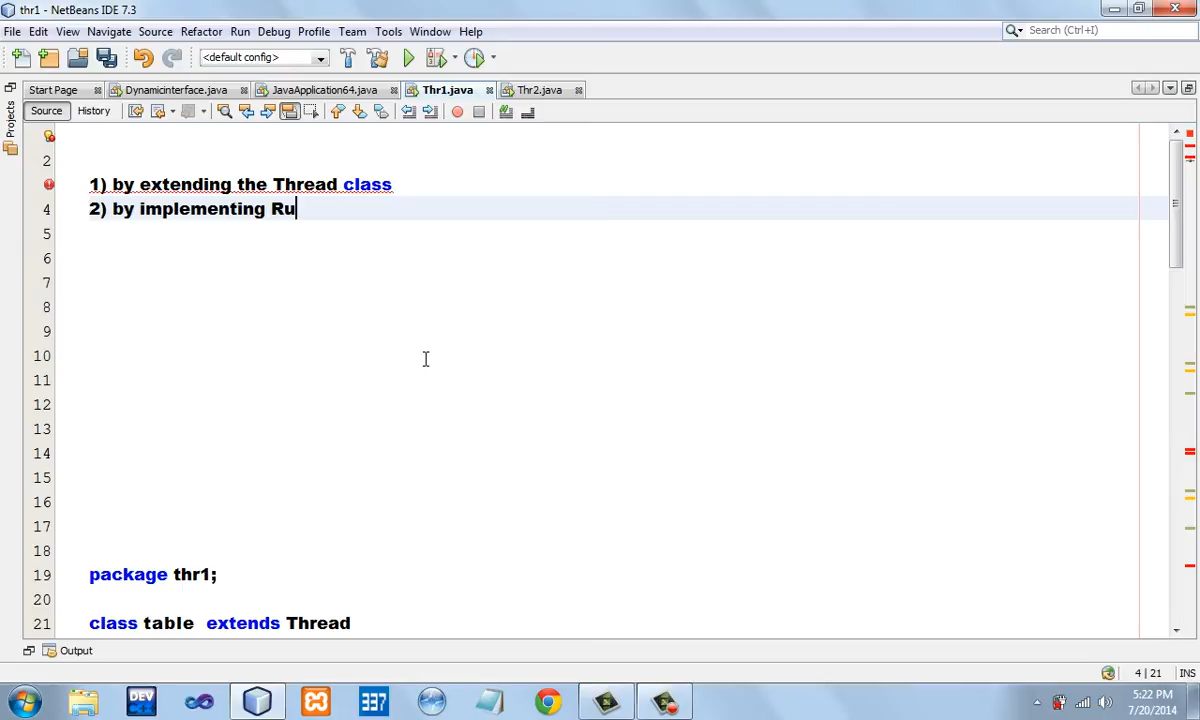 thr1 - NetBeans IDE 7.3
File Edit View Navigate Source Refactor Run Debug Profile Team Tools Window Help
Search (Ctrl+I)
<default config>
Start Page Dynamicinterface.java JavaApplication64.java Thr1.java Thr2.java
Source History
Projects
2
1) by extending the Thread class
4 2) by implementing Ru
5
6
7
8
9
10
11
12
13
14
15
16
17
18
19 package thr1;
20
21 class table extends Thread
Output
4 | 21 INS
DEV C++
337
5:22 PM
7/20/2014